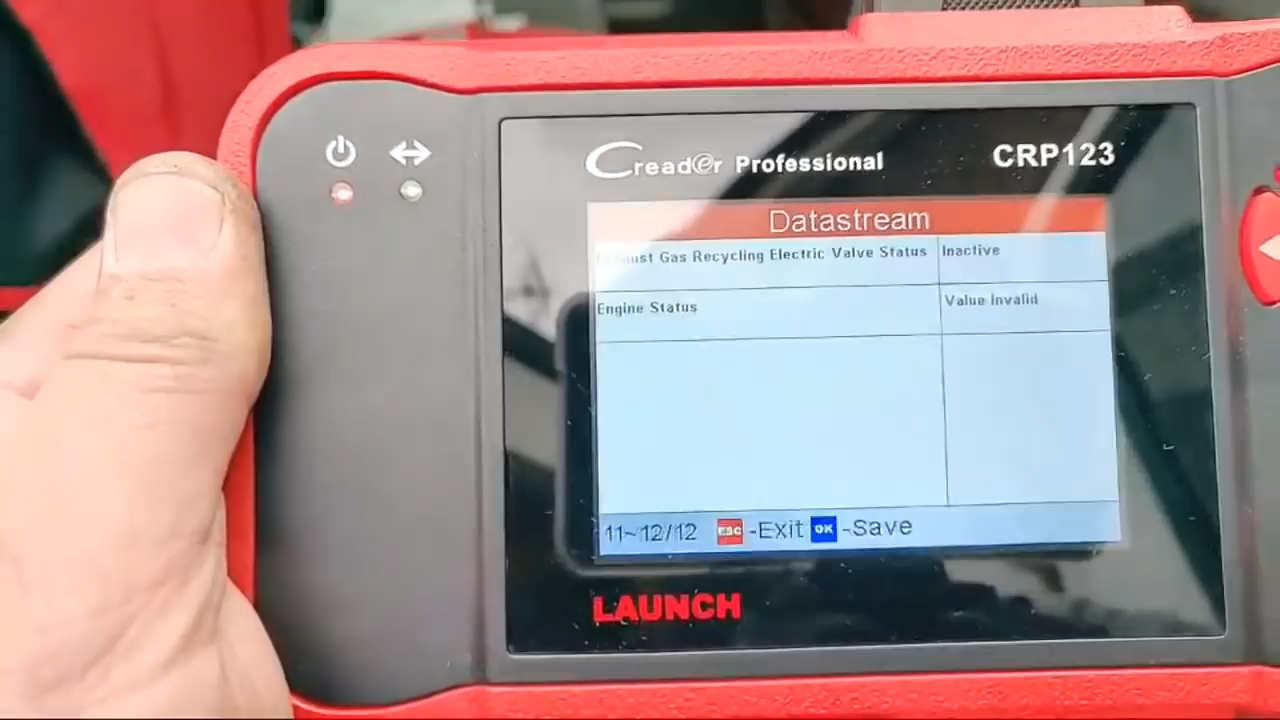 Creader Professional CRP123
Datastream
Exhaust Gas Recycling Electric Valve Status Inactive
Engine Status Value Invalid
11~12/12 ESC -Exit OK -Save
LAUNCH